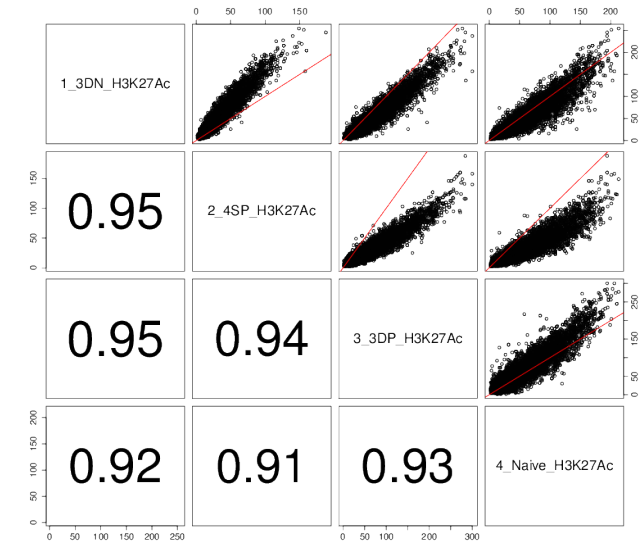 0 50 100 150
0 50 100 150 200
1_3DN_H3K27Ac
0 50 100 200
0 50 100 150
0.95
2_4SP_H3K27Ac
0.95
0.94
3_3DP_H3K27Ac
0 50 150 250
0 50 100 150 200
0.92
0.91
0.93
4_Naive_H3K27Ac
0 50 100 150 200 250
0 50 100 150 200 300